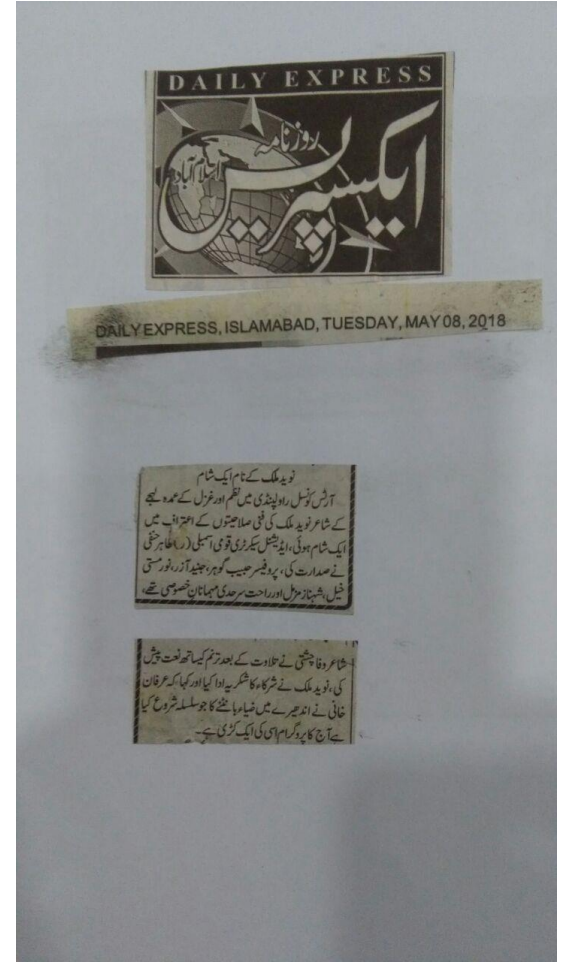 DAILY EXPRESS
روزنامہ
ایکسپریس
اسلام آباد
DAILY EXPRESS, ISLAMABAD, TUESDAY, MAY 08, 2018
نوید ملک کے نام ایک شام
آرٹس کونسل راولپنڈی میں نظم اور غزل کے عمدہ لہجے
کے شاعر نوید ملک کی فنی صلاحیتوں کے اعتراف میں
ایک شام ہوئی، ایڈیشنل سیکرٹری قومی اسمبلی (ر) طاہر حنفی
نے صدارت کی، پروفیسر حبیب گوہر، جنید آزر، نور ستی
خیل، شہناز مزمل اور راحت سرحدی مہمانان خصوصی تھے،
شاعر وفا چشتی نے تلاوت کے بعد ترنم کیساتھ نعت پیش
کی، نوید ملک نے شرکاء کا شکریہ ادا کیا اور کہا کہ عرفان
خانی نے اندھیرے میں ضیاء بانٹنے کا جو سلسلہ شروع کیا
ہے آج کا پروگرام اسی کی ایک کڑی ہے۔